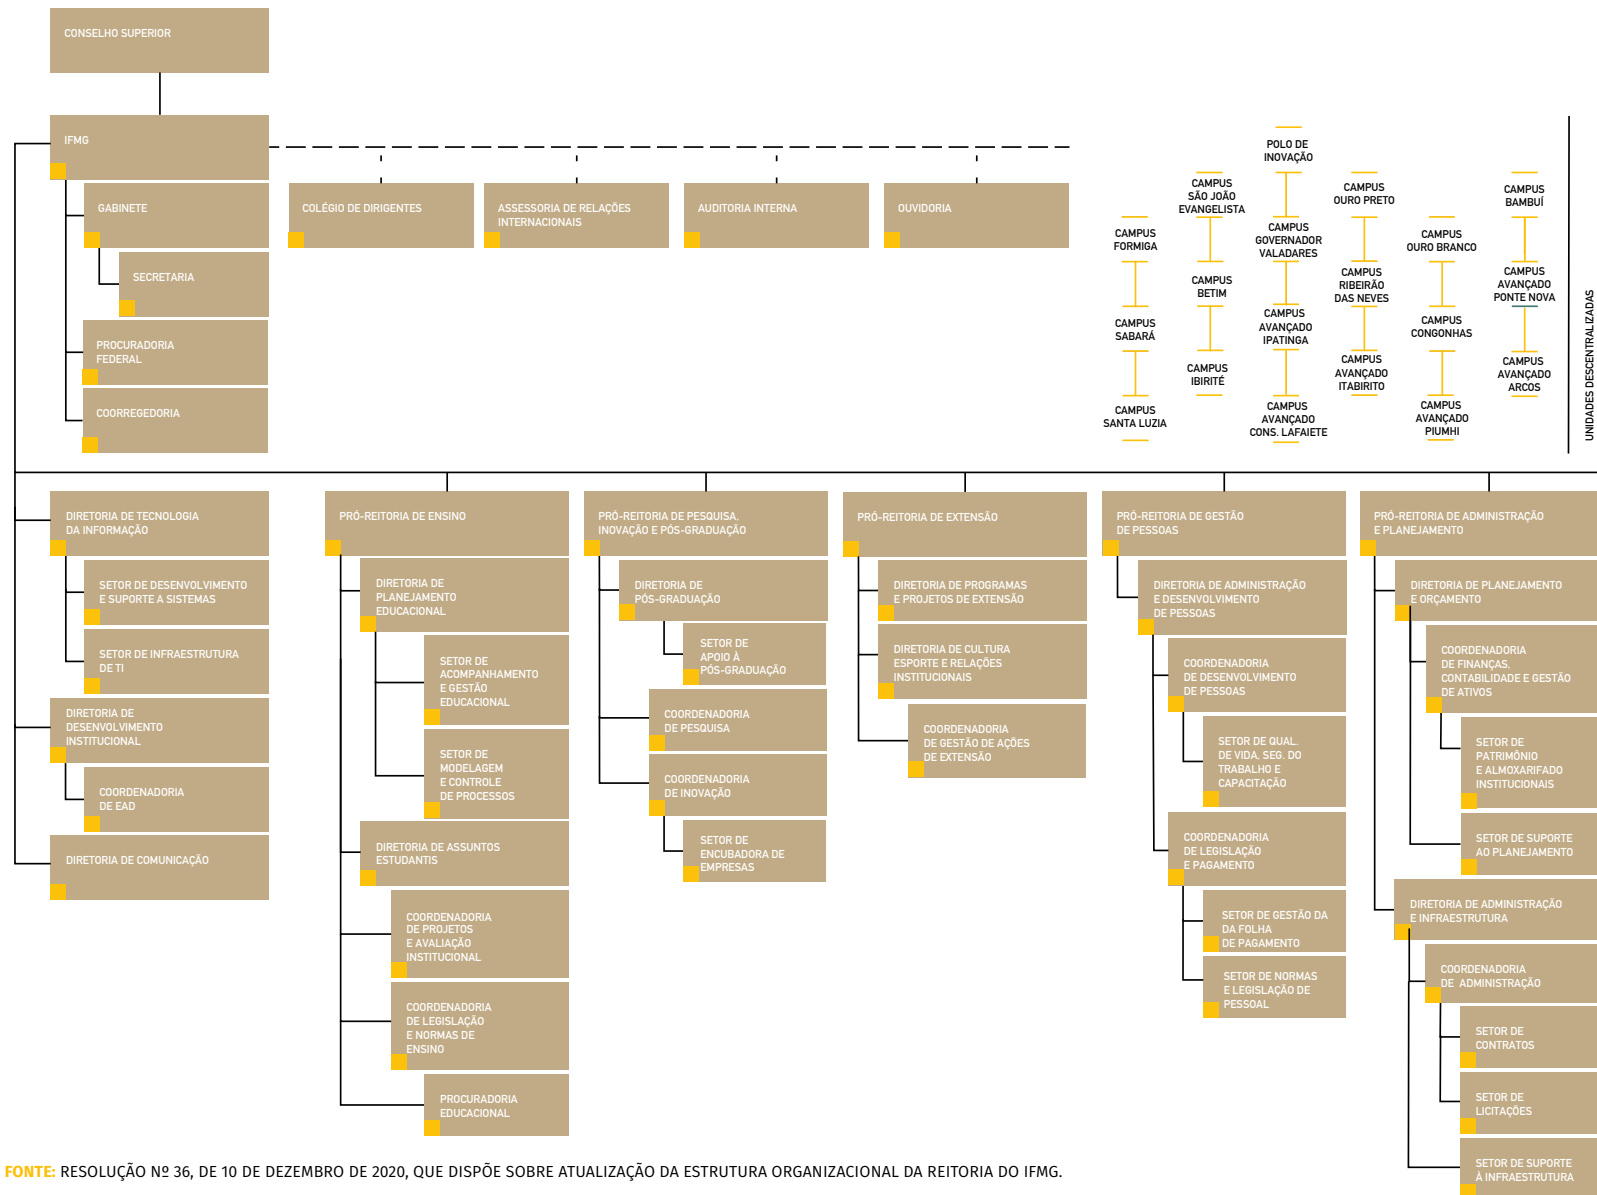 CONSELHO SUPERIOR
IFMG
GABINETE
SECRETARIA
PROCURADORIA
FEDERAL
COORREGEDORIA
COLÉGIO DE DIRIGENTES
ASSESSORIA DE RELAÇÕES
INTERNACIONAIS
AUDITORIA INTERNA
OUVIDORIA
CAMPUS
FORMIGA
CAMPUS
SABARÁ
CAMPUS
SANTA LUZIA
CAMPUS
SÃO JOÃO
EVANGELISTA
CAMPUS
BETIM
CAMPUS
IBIRITÉ
POLO DE
INOVAÇÃO
CAMPUS
GOVERNADOR
VALADARES
CAMPUS
AVANÇADO
IPATINGA
CAMPUS
AVANÇADO
CONS. LAFAIETE
CAMPUS
OURO PRETO
CAMPUS
RIBEIRÃO
DAS NEVES
CAMPUS
AVANÇADO
ITABIRITO
CAMPUS
OURO BRANCO
CAMPUS
CONGONHAS
CAMPUS
AVANÇADO
PIUMHI
CAMPUS
BAMBUÍ
CAMPUS
AVANÇADO
PONTE NOVA
CAMPUS
AVANÇADO
ARCOS
UNIDADES DESCENTRALIZADAS
DIRETORIA DE TECNOLOGIA
DA INFORMAÇÃO
SETOR DE DESENVOLVIMENTO
E SUPORTE A SISTEMAS
SETOR DE INFRAESTRUTURA
DE TI
DIRETORIA DE
DESENVOLVIMENTO
INSTITUCIONAL
COORDENADORIA
DE EAD
DIRETORIA DE COMUNICAÇÃO
PRÓ-REITORIA DE ENSINO
DIRETORIA DE
PLANEJAMENTO
EDUCACIONAL
SETOR DE
ACOMPANHAMENTO
E GESTÃO
EDUCACIONAL
SETOR DE
MODELAGEM
E CONTROLE
DE PROCESSOS
DIRETORIA DE ASSUNTOS
ESTUDANTIS
COORDENADORIA
DE PROJETOS
E AVALIAÇÃO
INSTITUCIONAL
COORDENADORIA
DE LEGISLAÇÃO
E NORMAS DE
ENSINO
PROCURADORIA
EDUCACIONAL
PRÓ-REITORIA DE PESQUISA,
INOVAÇÃO E PÓS-GRADUAÇÃO
DIRETORIA DE
PÓS-GRADUAÇÃO
SETOR DE
APOIO À
PÓS-GRADUAÇÃO
COORDENADORIA
DE PESQUISA
COORDENADORIA
DE INOVAÇÃO
SETOR DE
ENCUBADORA DE
EMPRESAS
PRÓ-REITORIA DE EXTENSÃO
DIRETORIA DE PROGRAMAS
E PROJETOS DE EXTENSÃO
DIRETORIA DE CULTURA
ESPORTE E RELAÇÕES
INSTITUCIONAIS
COORDENADORIA
DE GESTÃO DE AÇÕES
DE EXTENSÃO
PRÓ-REITORIA DE GESTÃO
DE PESSOAS
DIRETORIA DE ADMINISTRAÇÃO
E DESENVOLVIMENTO
DE PESSOAS
COORDENADORIA
DE DESENVOLVIMENTO
DE PESSOAS
SETOR DE QUAL.
DE VIDA, SEG. DO
TRABALHO E
CAPACITAÇÃO
COORDENADORIA
DE LEGISLAÇÃO
E PAGAMENTO
SETOR DE GESTÃO DA
DA FOLHA
DE PAGAMENTO
SETOR DE NORMAS
E LEGISLAÇÃO DE
PESSOAL
PRÓ-REITORIA DE ADMINISTRAÇÃO
E PLANEJAMENTO
DIRETORIA DE PLANEJAMENTO
E ORÇAMENTO
COORDENADORIA
DE FINANÇAS,
CONTABILIDADE E GESTÃO
DE ATIVOS
SETOR DE
PATRIMÔNIO
E ALMOXARIFADO
INSTITUCIONAIS
SETOR DE SUPORTE
AO PLANEJAMENTO
DIRETORIA DE ADMINISTRAÇÃO
E INFRAESTRUTURA
COORDENADORIA
DE ADMINISTRAÇÃO
SETOR DE
CONTRATOS
SETOR DE
LICITAÇÕES
SETOR DE SUPORTE
À INFRAESTRUTURA
FONTE: RESOLUÇÃO Nº 36, DE 10 DE DEZEMBRO DE 2020, QUE DISPÕE SOBRE ATUALIZAÇÃO DA ESTRUTURA ORGANIZACIONAL DA REITORIA DO IFMG.